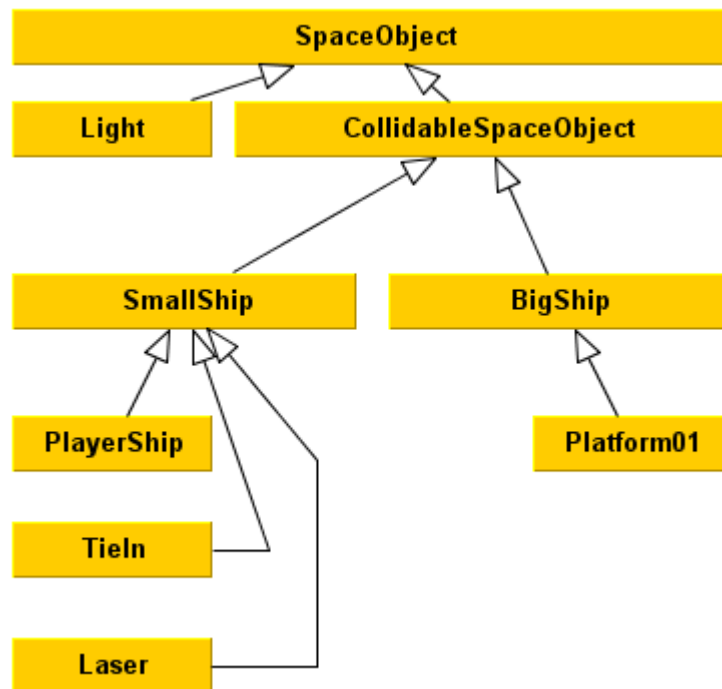 SpaceObject
Light
CollidableSpaceObject
SmallShip
BigShip
PlayerShip
Platform01
TieIn
Laser